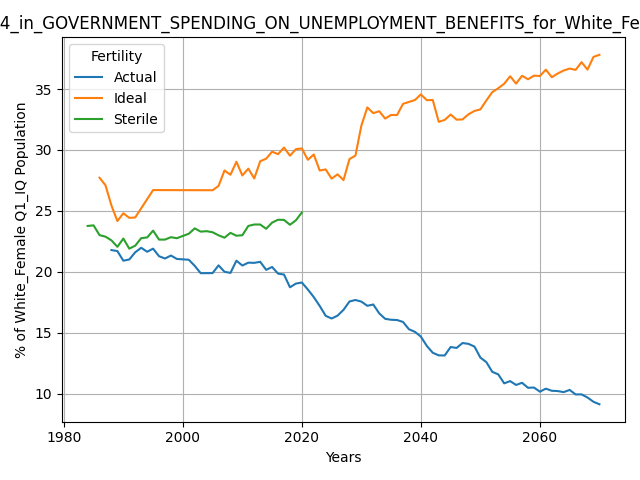 4_in_GOVERNMENT_SPENDING_ON_UNEMPLOYMENT_BENEFITS_for_White_Fe
Fertility
Actual
Ideal
Sterile
% of White_Female Q1_IQ Population
35
30
25
20
15
10
1980
2000
2020
2040
2060
Years